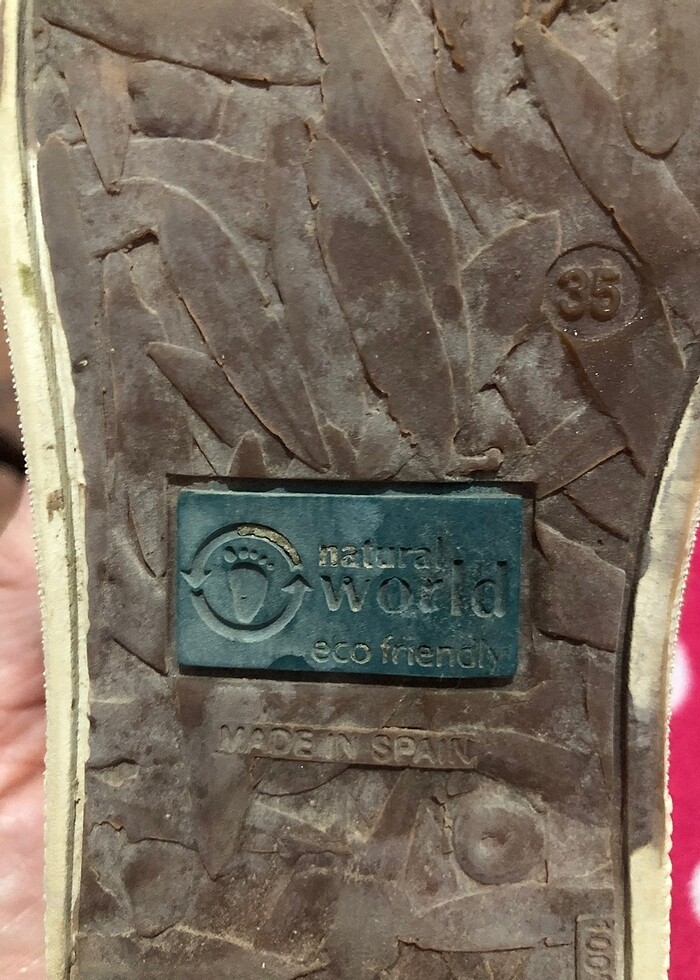 35
natural
world
eco friendly
MADE IN SPAIN